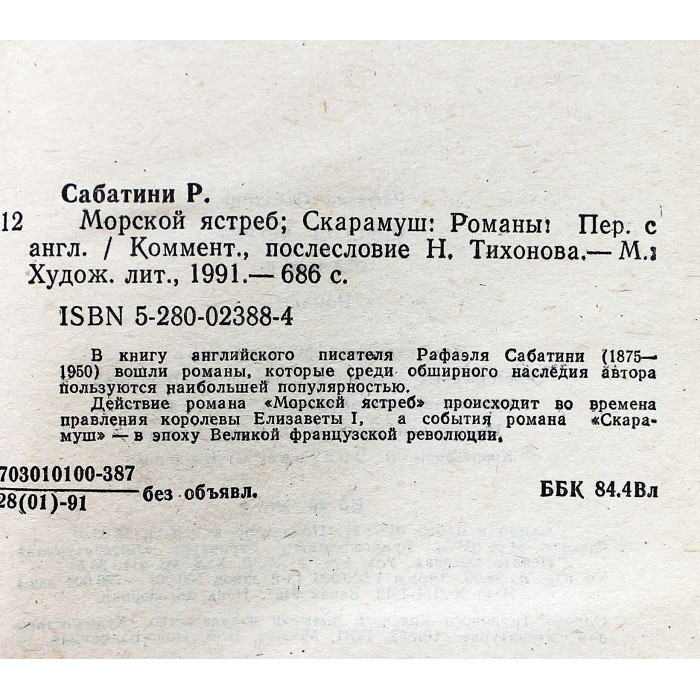 Сабатини Р.
12 Морской ястреб; Скарамуш: Романы: Пер. с
англ. / Коммент., послесловие Н. Тихонова.— М.:
Худож. лит., 1991.— 686 с.
ISBN 5-280-02388-4
В книгу английского писателя Рафаэля Сабатини (1875—
1950) вошли романы, которые среди обширного наследия автора
пользуются наибольшей популярностью.
Действие романа «Морской ястреб» происходит во времена
правления королевы Елизаветы I, а события романа «Скара-
муш» — в эпоху Великой французской революции.
703010100-387
28(01)-91 без объявл. ББК 84.4Вл